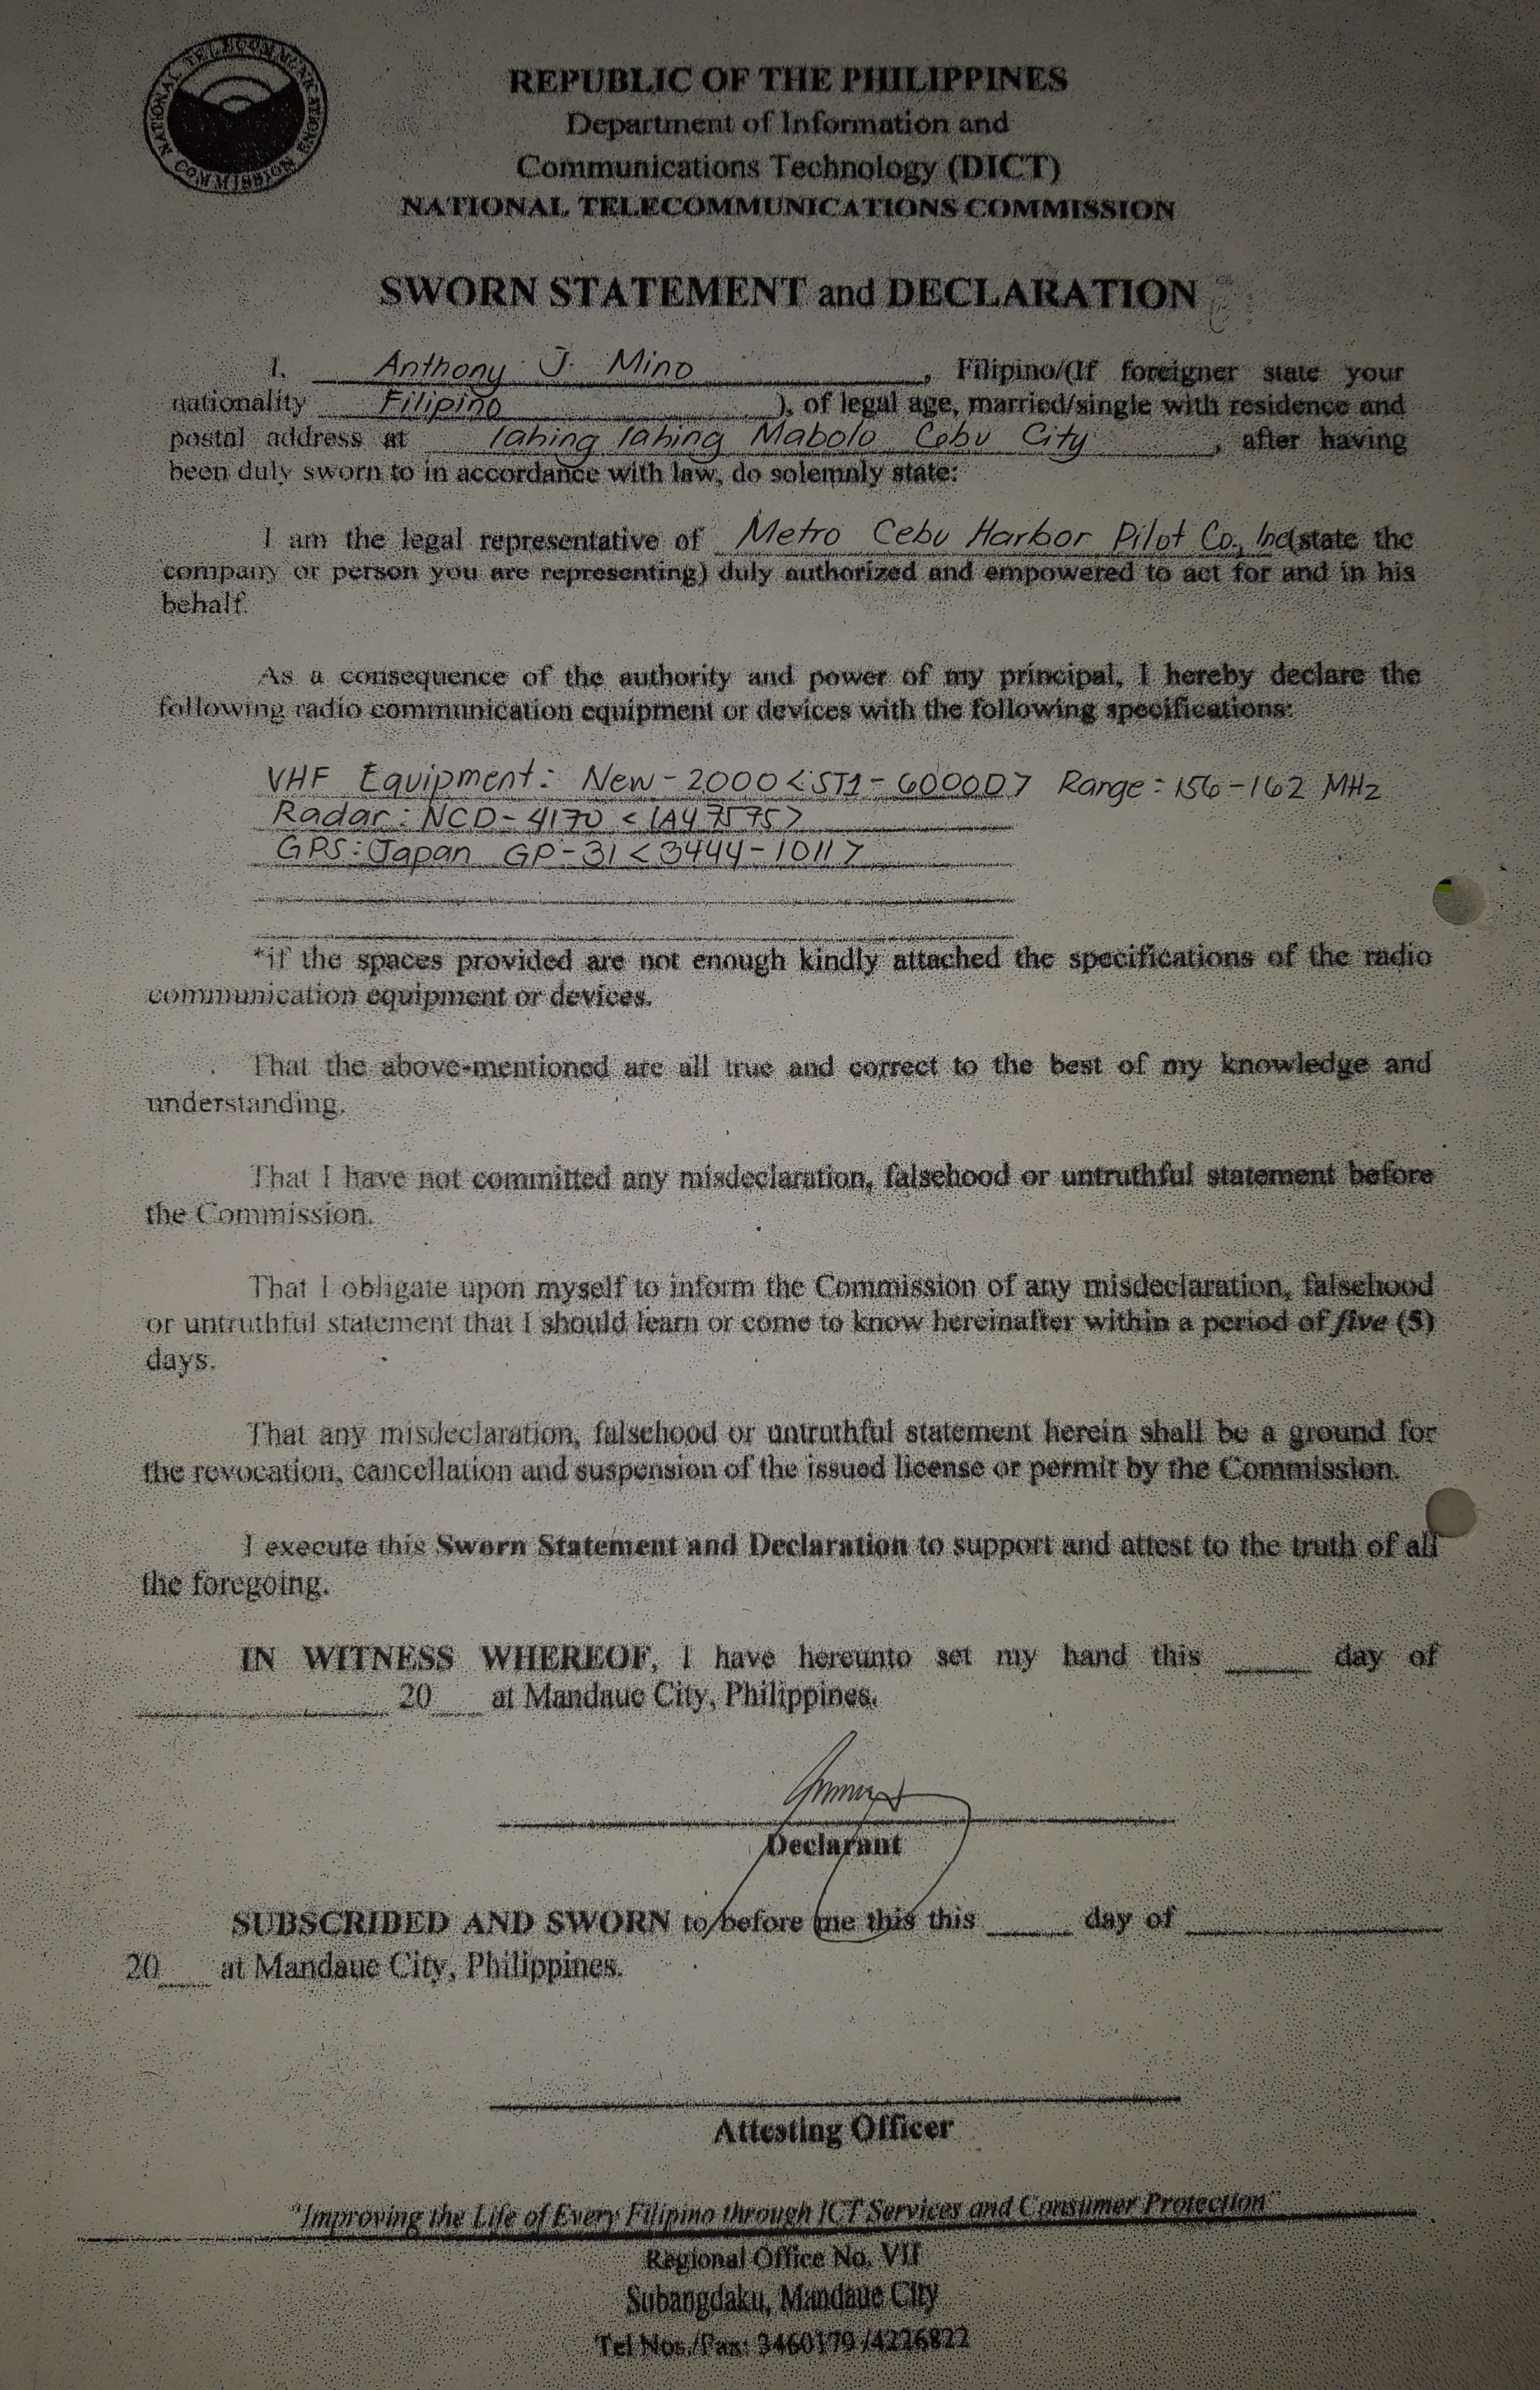 NATIONAL TELECOMMUNICATIONS COMMISSION
REPUBLIC OF THE PHILIPPINES
Department of Information and
Communications Technology (DICT)
NATIONAL TELECOMMUNICATIONS COMMISSION
SWORN STATEMENT and DECLARATION
I, Anthony J. Mino, Filipino/(If foreigner state your
nationality Filipino), of legal age, married/single with residence and
postal address at Tahing Tahing Mabolo Cebu City, after having
been duly sworn to in accordance with law, do solemnly state:
I am the legal representative of Metro Cebu Harbor Pilot Co., Inc(state the
company or person you are representing) duly authorized and empowered to act for and in his
behalf.
As a consequence of the authority and power of my principal, I hereby declare the
following radio communication equipment or devices with the following specifications:
VHF Equipment: New-2000<ST1-6000D> Range: 156-162 MHz
Radar: NCD-4170 <1A47575>
GPS: Japan GP-31<3444-1011>
*if the spaces provided are not enough kindly attached the specifications of the radio
communication equipment or devices.
That the above-mentioned are all true and correct to the best of my knowledge and
understanding.
That I have not committed any misdeclaration, falsehood or untruthful statement before
the Commission.
That I obligate upon myself to inform the Commission of any misdeclaration, falsehood
or untruthful statement that I should learn or come to know hereinafter within a period of five (5)
days.
That any misdeclaration, falsehood or untruthful statement herein shall be a ground for
the revocation, cancellation and suspension of the issued license or permit by the Commission.
I execute this Sworn Statement and Declaration to support and attest to the truth of all
the foregoing.
IN WITNESS WHEREOF, I have hereunto set my hand this ____ day of
____ 20__ at Mandaue City, Philippines.
Declarant
SUBSCRIBED AND SWORN to before me this this ____ day of ____
20__ at Mandaue City, Philippines.
Attesting Officer
"Improving the Life of Every Filipino through ICT Services and Consumer Protection"
Regional Office No. VII
Subangdaku, Mandaue City
Tel Nos./Fax: 3460179 /4226822